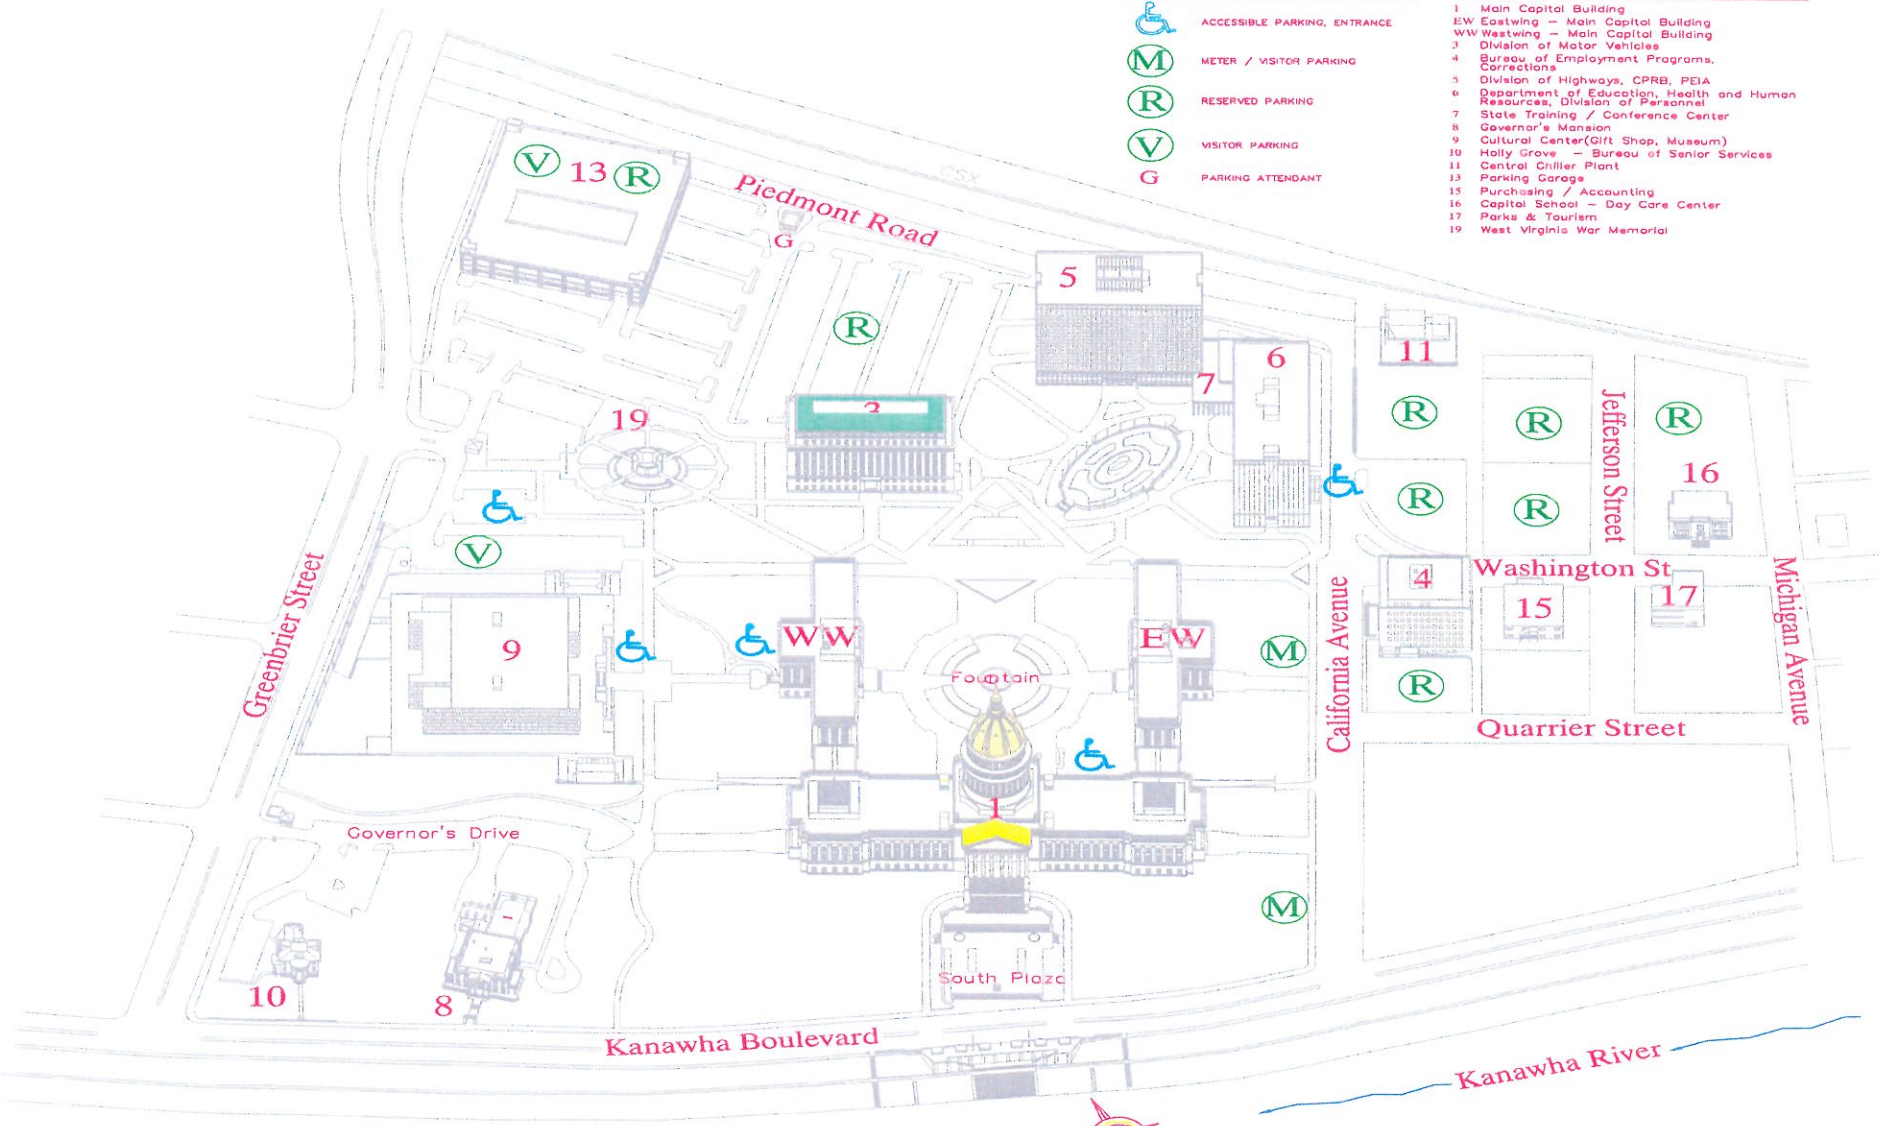 ACCESSIBLE PARKING, ENTRANCE
M METER / VISITOR PARKING
R RESERVED PARKING
V VISITOR PARKING
G PARKING ATTENDANT
1 Main Capitol Building
EW Eastwing – Main Capitol Building
WW Westwing – Main Capitol Building
3 Division of Motor Vehicles
4 Bureau of Employment Programs,
Corrections
5 Division of Highways, CPRB, PEIA
6 Department of Education, Health and Human
Resources, Division of Personnel
7 State Training / Conference Center
8 Governor's Mansion
9 Cultural Center(Gift Shop, Museum)
10 Holly Grove – Bureau of Senior Services
11 Central Chiller Plant
13 Parking Garage
15 Purchasing / Accounting
16 Capitol School – Day Care Center
17 Parks & Tourism
19 West Virginia War Memorial
V 13 R
Piedmont Road
CSX
G
5
R
6
11
7
3
19
R
R
R
Jefferson Street
16
R
R
V
Greenbrier Street
9
WW
EW
M
California Avenue
4
Washington St
15
17
Michigan Avenue
Fountain
R
Quarrier Street
1
Governor's Drive
M
South Plaza
10
8
Kanawha Boulevard
Kanawha River